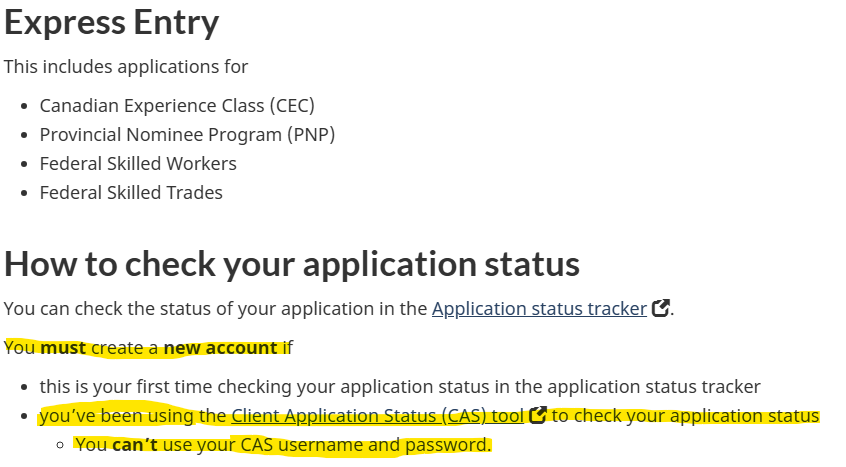 Express Entry
This includes applications for
• Canadian Experience Class (CEC)
• Provincial Nominee Program (PNP)
• Federal Skilled Workers
• Federal Skilled Trades
How to check your application status
You can check the status of your application in the Application status tracker.
You must create a new account if
• this is your first time checking your application status in the application status tracker
• you’ve been using the Client Application Status (CAS) tool to check your application status
◦ You can’t use your CAS username and password.